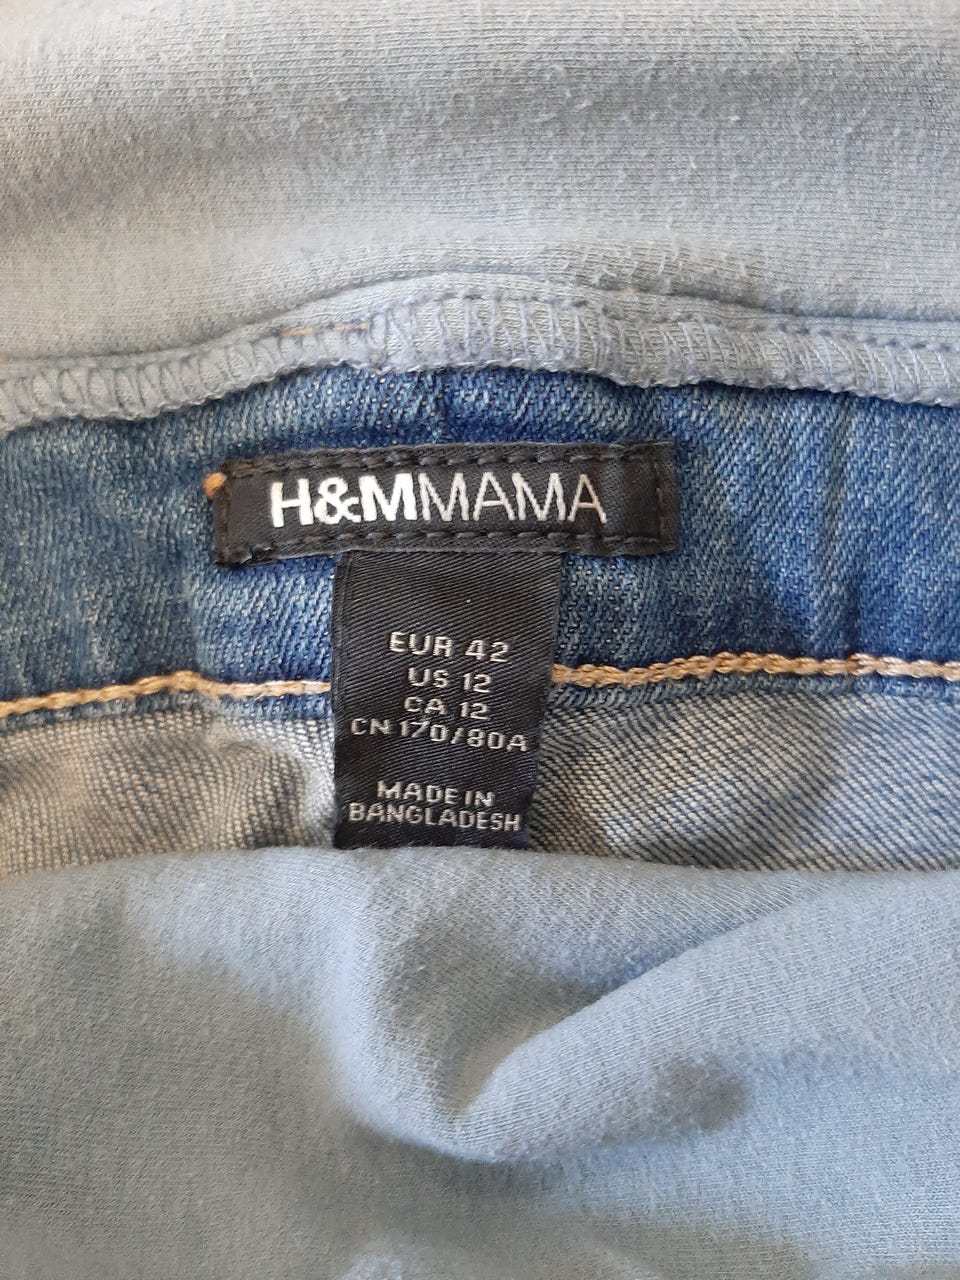 H&MMAMA
EUR 42
US 12
CA 12
CN 170/80A
MADE IN
BANGLADESH